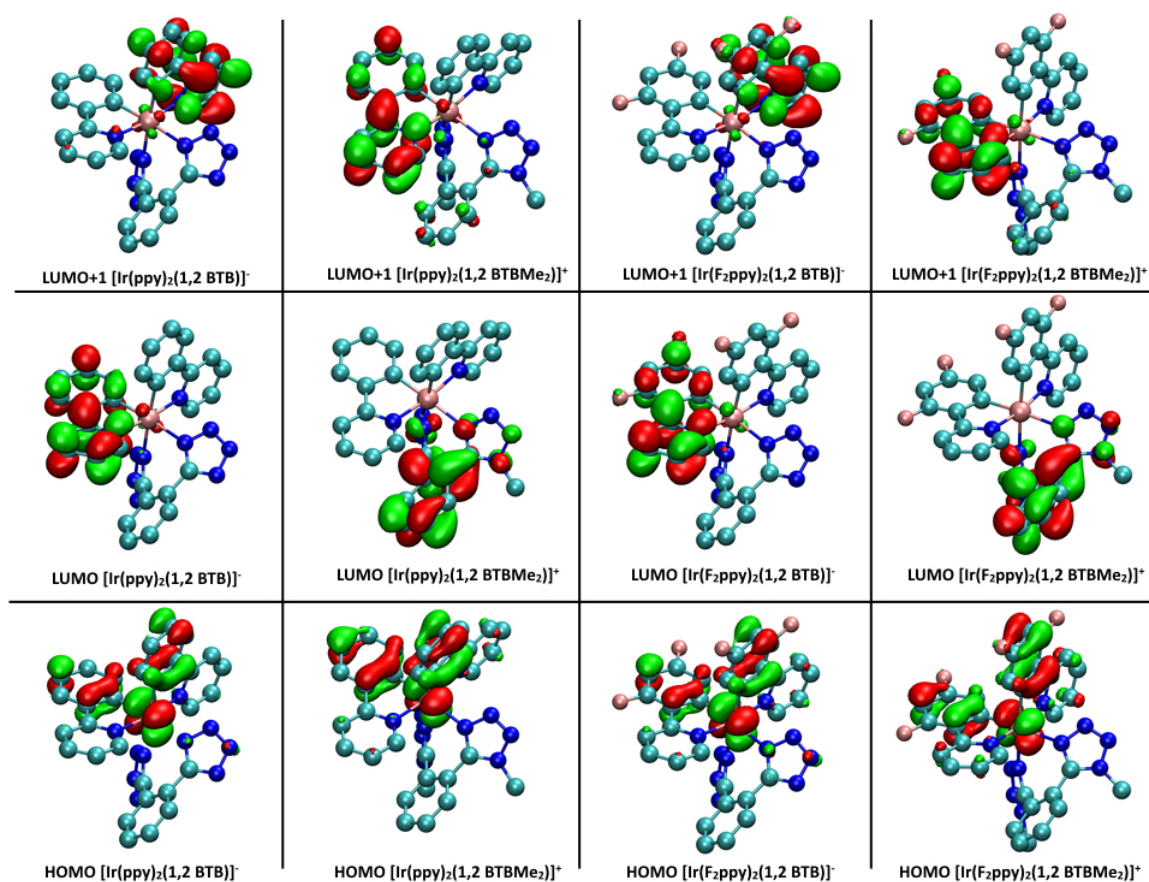 LUMO+1 [Ir(ppy)₂(1,2 BTB)]⁻
LUMO+1 [Ir(ppy)₂(1,2 BTBMe₂)]⁺
LUMO+1 [Ir(F₂ppy)₂(1,2 BTB)]⁻
LUMO+1 [Ir(F₂ppy)₂(1,2 BTBMe₂)]⁺
LUMO [Ir(ppy)₂(1,2 BTB)]⁻
LUMO [Ir(ppy)₂(1,2 BTBMe₂)]⁺
LUMO [Ir(F₂ppy)₂(1,2 BTB)]⁻
LUMO [Ir(F₂ppy)₂(1,2 BTBMe₂)]⁺
HOMO [Ir(ppy)₂(1,2 BTB)]⁻
HOMO [Ir(ppy)₂(1,2 BTBMe₂)]⁺
HOMO [Ir(F₂ppy)₂(1,2 BTB)]⁻
HOMO [Ir(F₂ppy)₂(1,2 BTBMe₂)]⁺